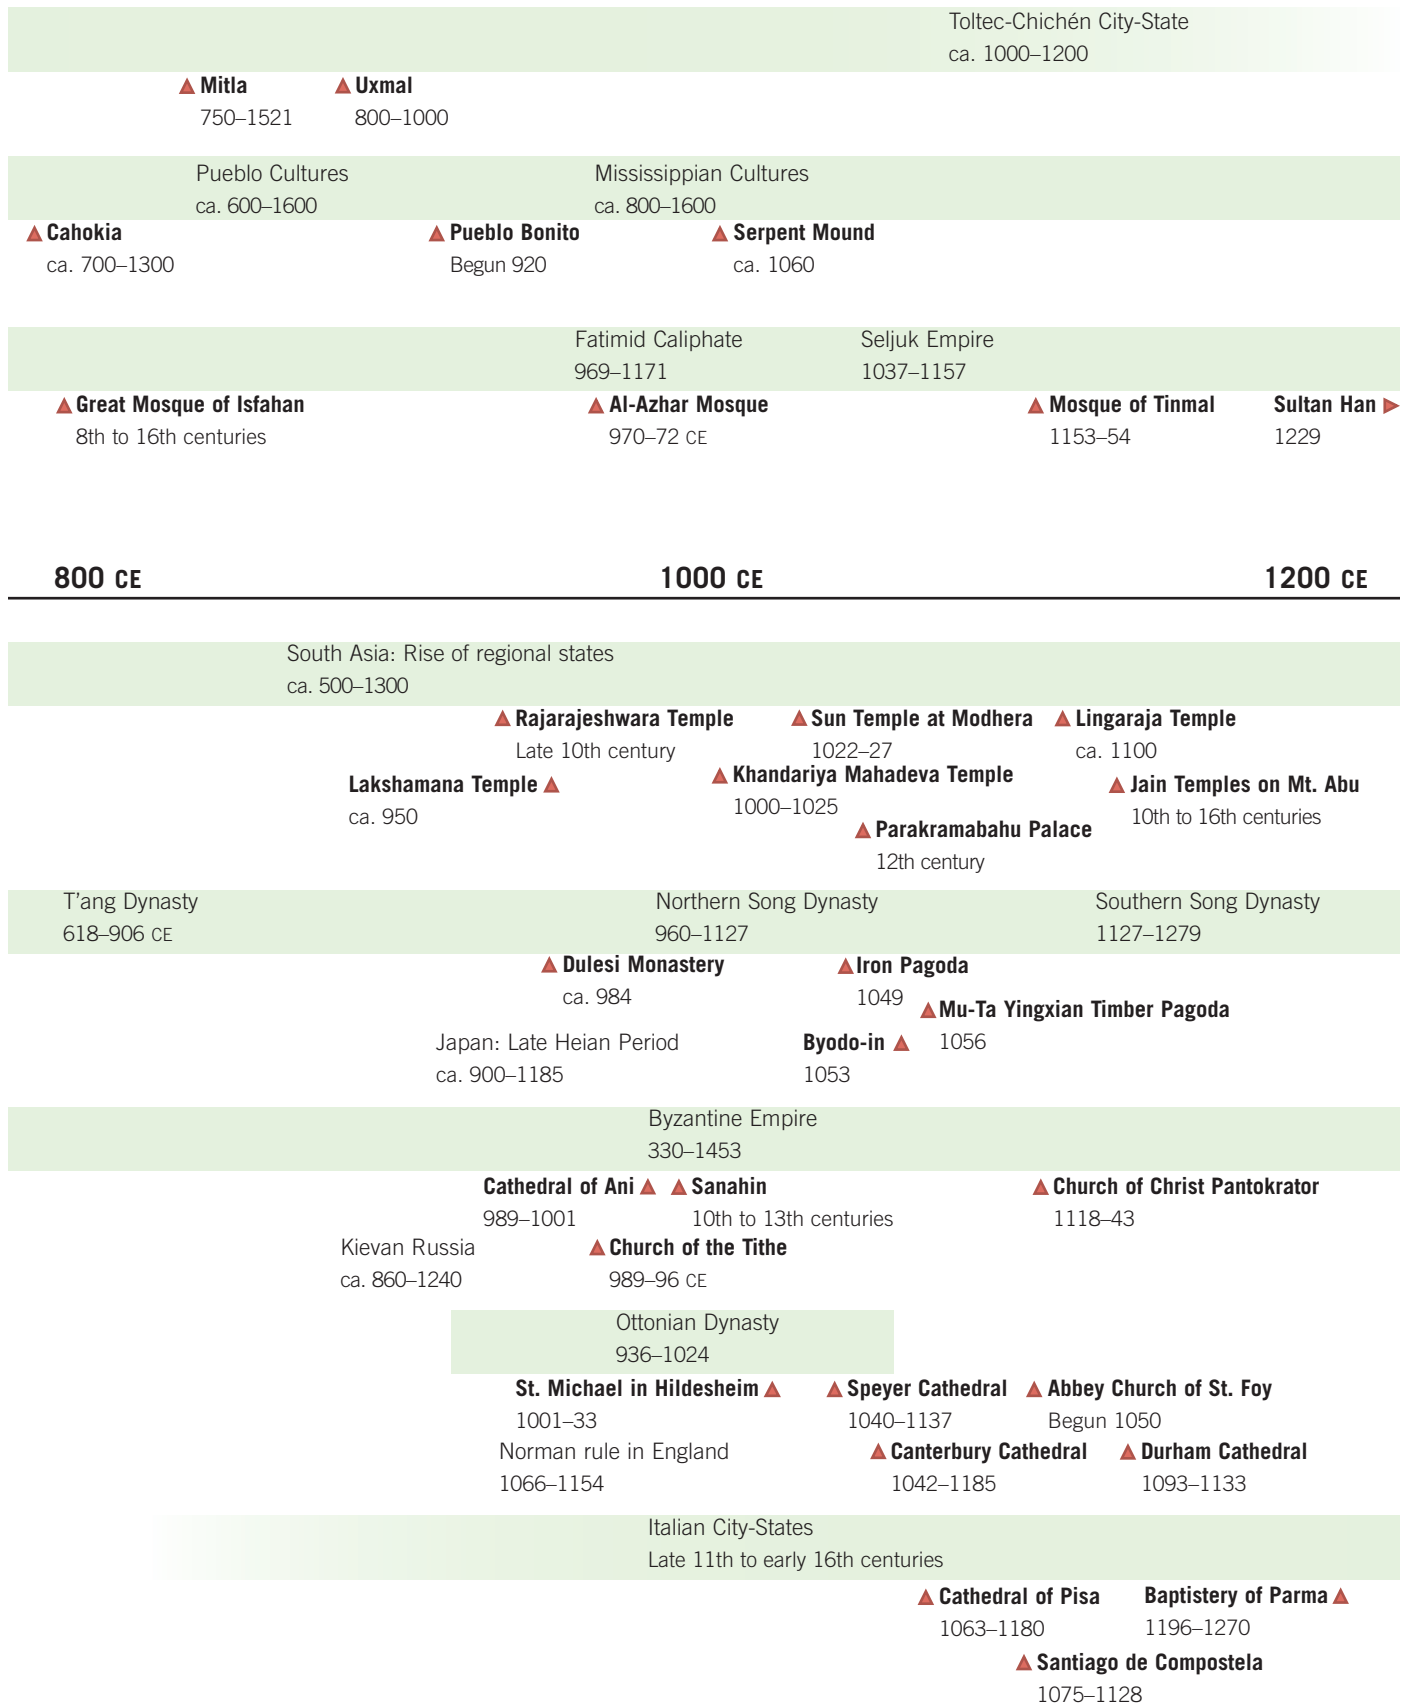 Toltec-Chichén City-State
ca. 1000–1200
Mitla
750–1521
Uxmal
800–1000
Pueblo Cultures
ca. 600–1600
Mississippian Cultures
ca. 800–1600
Cahokia
ca. 700–1300
Pueblo Bonito
Begun 920
Serpent Mound
ca. 1060
Fatimid Caliphate
969–1171
Seljuk Empire
1037–1157
Great Mosque of Isfahan
8th to 16th centuries
Al-Azhar Mosque
970–72 CE
Mosque of Tinmal
1153–54
Sultan Han
1229
800 CE
1000 CE
1200 CE
South Asia: Rise of regional states
ca. 500–1300
Rajarajeshwara Temple
Late 10th century
Sun Temple at Modhera
1022–27
Lingaraja Temple
ca. 1100
Lakshamana Temple
ca. 950
Khandariya Mahadeva Temple
1000–1025
Jain Temples on Mt. Abu
10th to 16th centuries
Parakramabahu Palace
12th century
T'ang Dynasty
618–906 CE
Northern Song Dynasty
960–1127
Southern Song Dynasty
1127–1279
Dulesi Monastery
ca. 984
Iron Pagoda
1049
Mu-Ta Yingxian Timber Pagoda
1056
Japan: Late Heian Period
ca. 900–1185
Byodo-in
1053
Byzantine Empire
330–1453
Cathedral of Ani
989–1001
Sanahin
10th to 13th centuries
Church of Christ Pantokrator
1118–43
Kievan Russia
ca. 860–1240
Church of the Tithe
989–96 CE
Ottonian Dynasty
936–1024
St. Michael in Hildesheim
1001–33
Speyer Cathedral
1040–1137
Abbey Church of St. Foy
Begun 1050
Norman rule in England
1066–1154
Canterbury Cathedral
1042–1185
Durham Cathedral
1093–1133
Italian City-States
Late 11th to early 16th centuries
Cathedral of Pisa
1063–1180
Baptistery of Parma
1196–1270
Santiago de Compostela
1075–1128